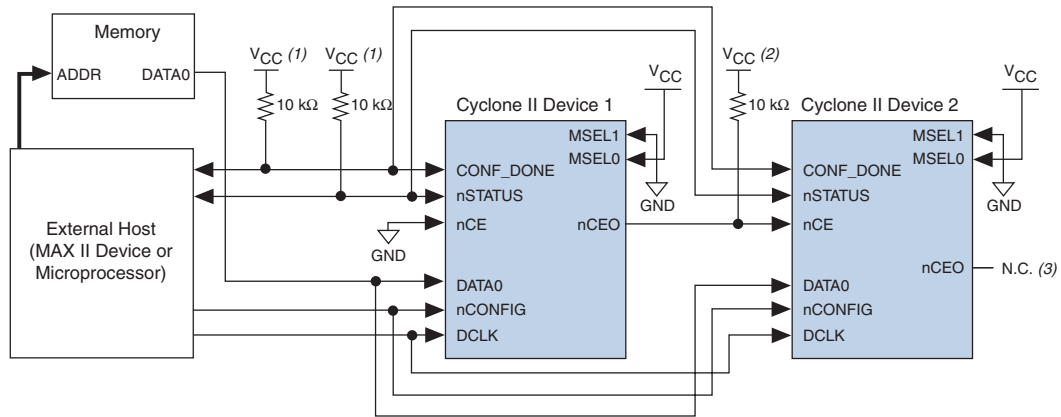 Memory
ADDR DATA0
VCC (1)
10 kΩ
VCC (1)
10 kΩ
External Host
(MAX II Device or
Microprocessor)
Cyclone II Device 1
VCC
MSEL1
MSEL0
CONF_DONE
nSTATUS
nCE
nCEO
DATA0
nCONFIG
DCLK
GND
GND
VCC (2)
10 kΩ
Cyclone II Device 2
VCC
MSEL1
MSEL0
CONF_DONE
nSTATUS
nCE
nCEO
DATA0
nCONFIG
DCLK
GND
N.C. (3)